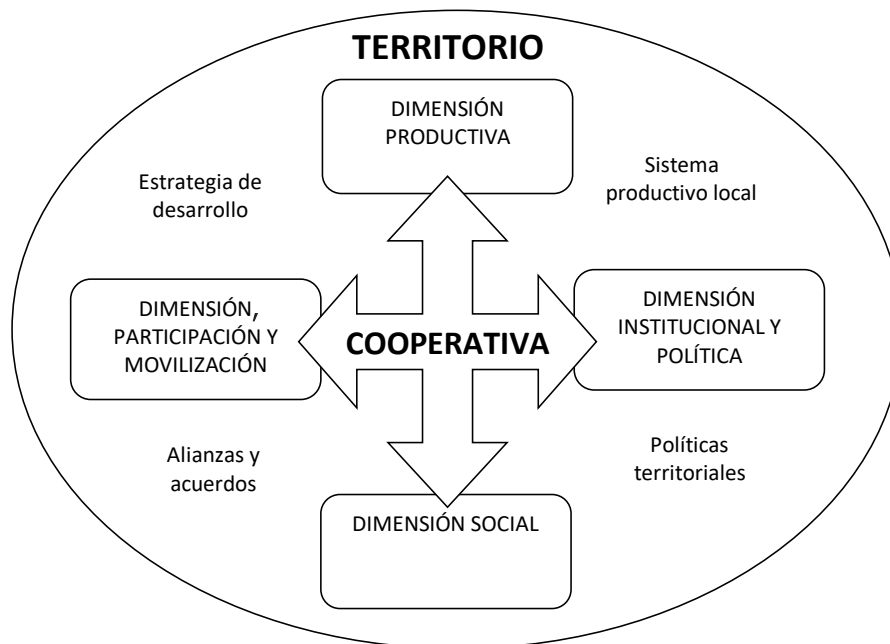 TERRITORIO
DIMENSIÓN
PRODUCTIVA
Estrategia de
desarrollo
Sistema
productivo local
DIMENSIÓN,
PARTICIPACIÓN Y
MOVILIZACIÓN
COOPERATIVA
DIMENSIÓN
INSTITUCIONAL Y
POLÍTICA
Alianzas y
acuerdos
Políticas
territoriales
DIMENSIÓN SOCIAL